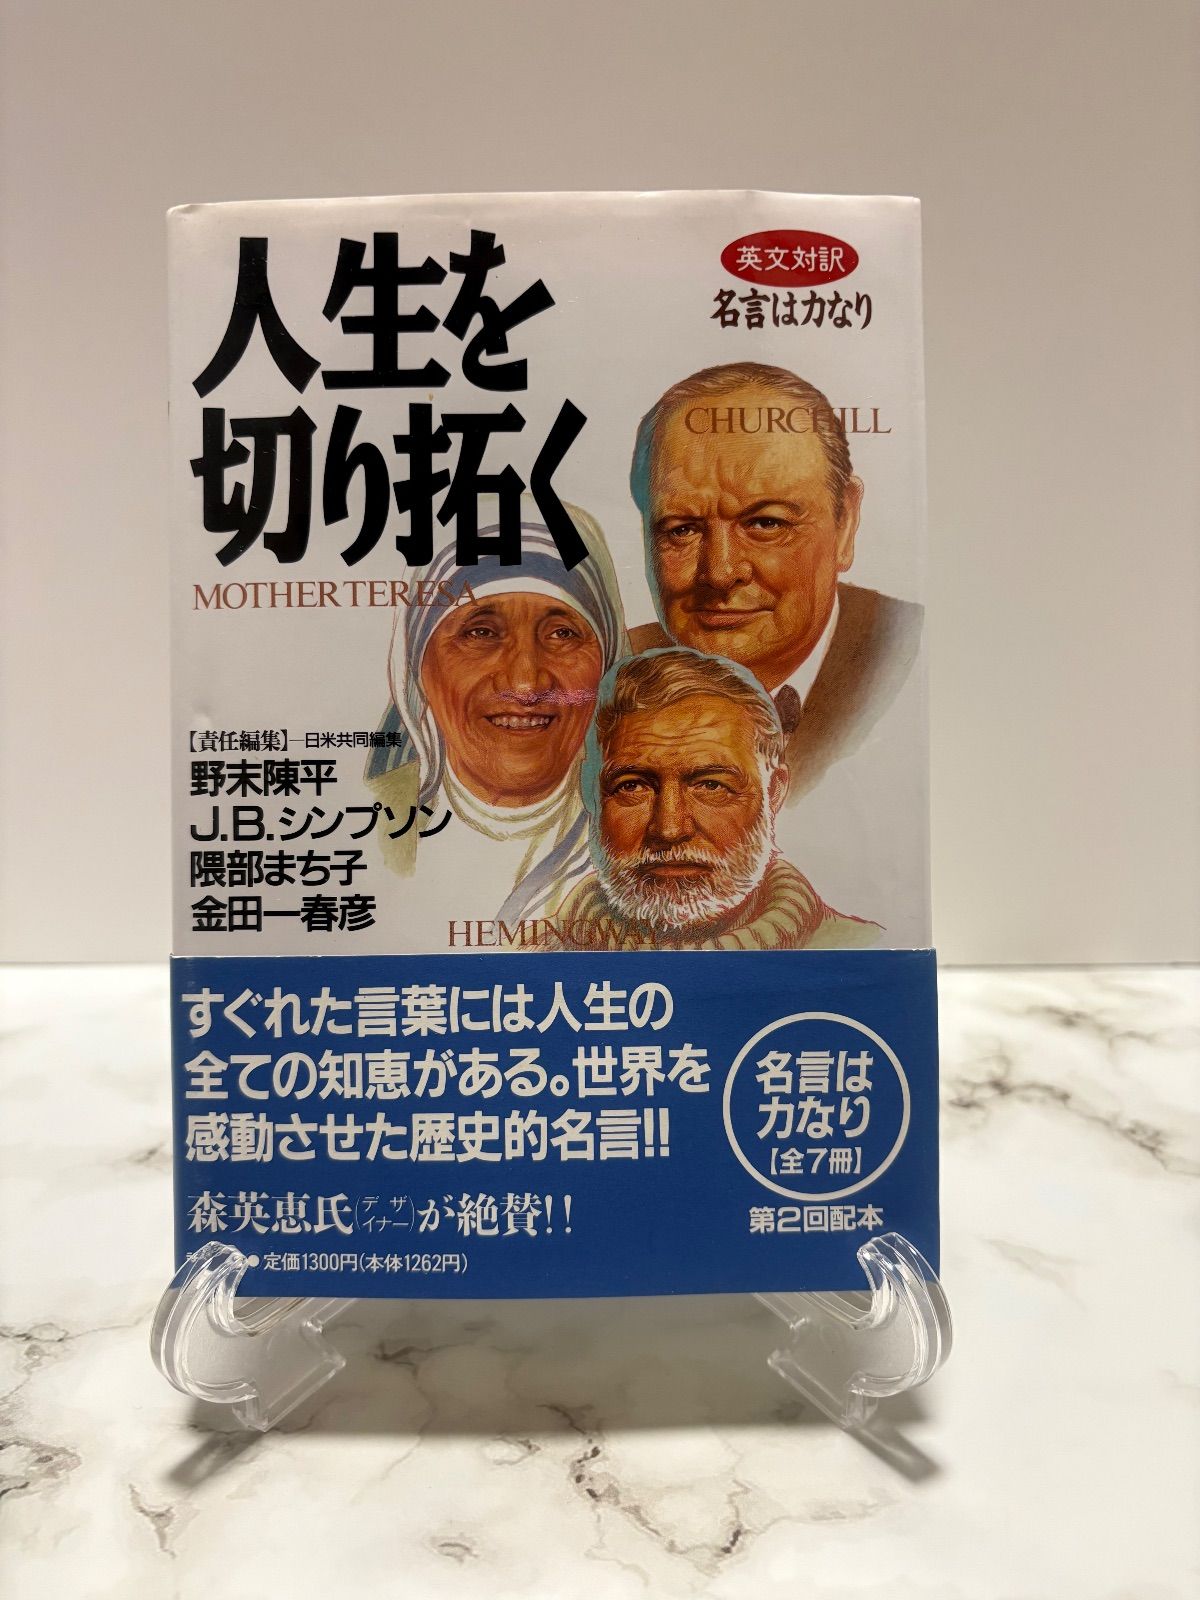 人生を
切り拓く
英文対訳
名言は力なり
CHURCHILL
MOTHER TERESA
【責任編集】─日米共同編集
野末陳平
J.B.シンプソン
隈部まち子
金田一春彦
HEMINGWAY
すぐれた言葉には人生の
全ての知恵がある。世界を
感動させた歴史的名言!!
森英恵氏(デザイナー)が絶賛!!
●定価1300円(本体1262円)
名言は
力なり
【全7冊】
第2回配本